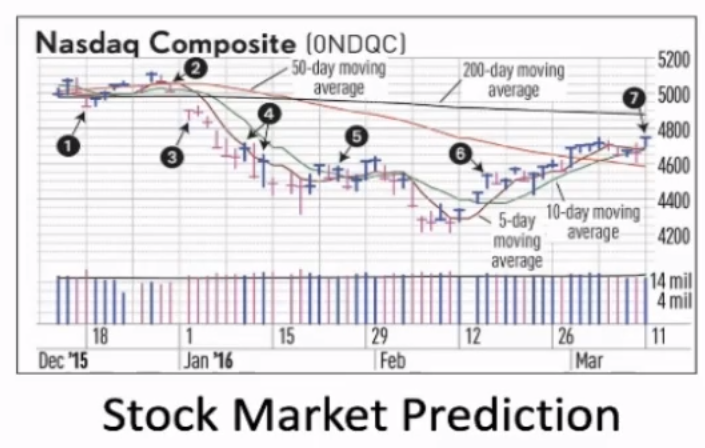 Nasdaq Composite (0NDQC)
50-day moving
average
200-day moving
average
5200
5000
4800
4600
4400
4200
1
2
3
4
5
6
7
5-day
moving
average
10-day moving
average
14 mil
4 mil
18 1 15 29 12 26 11
Dec '15 Jan '16 Feb Mar
Stock Market Prediction